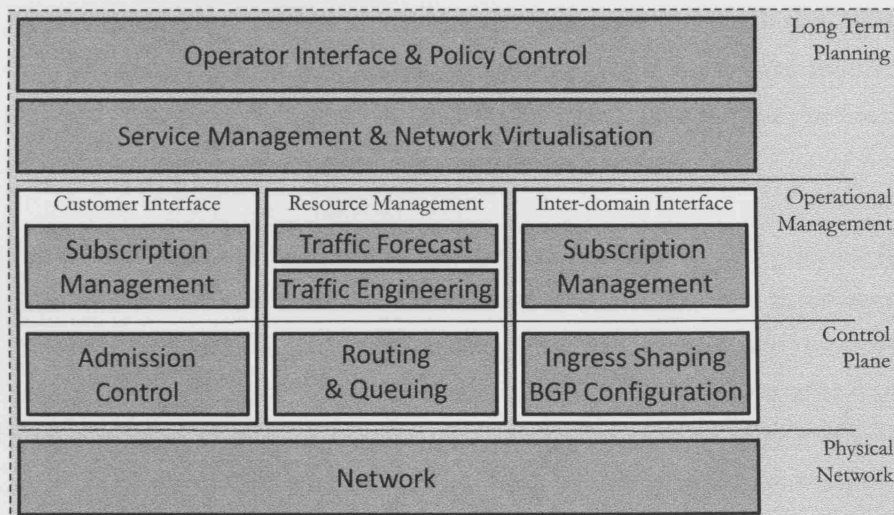 Operator Interface & Policy Control
Long Term
Planning
Service Management & Network Virtualisation
Customer Interface
Resource Management
Inter-domain Interface
Operational
Management
Subscription
Management
Traffic Forecast
Traffic Engineering
Subscription
Management
Admission
Control
Routing
& Queuing
Ingress Shaping
BGP Configuration
Control
Plane
Network
Physical
Network